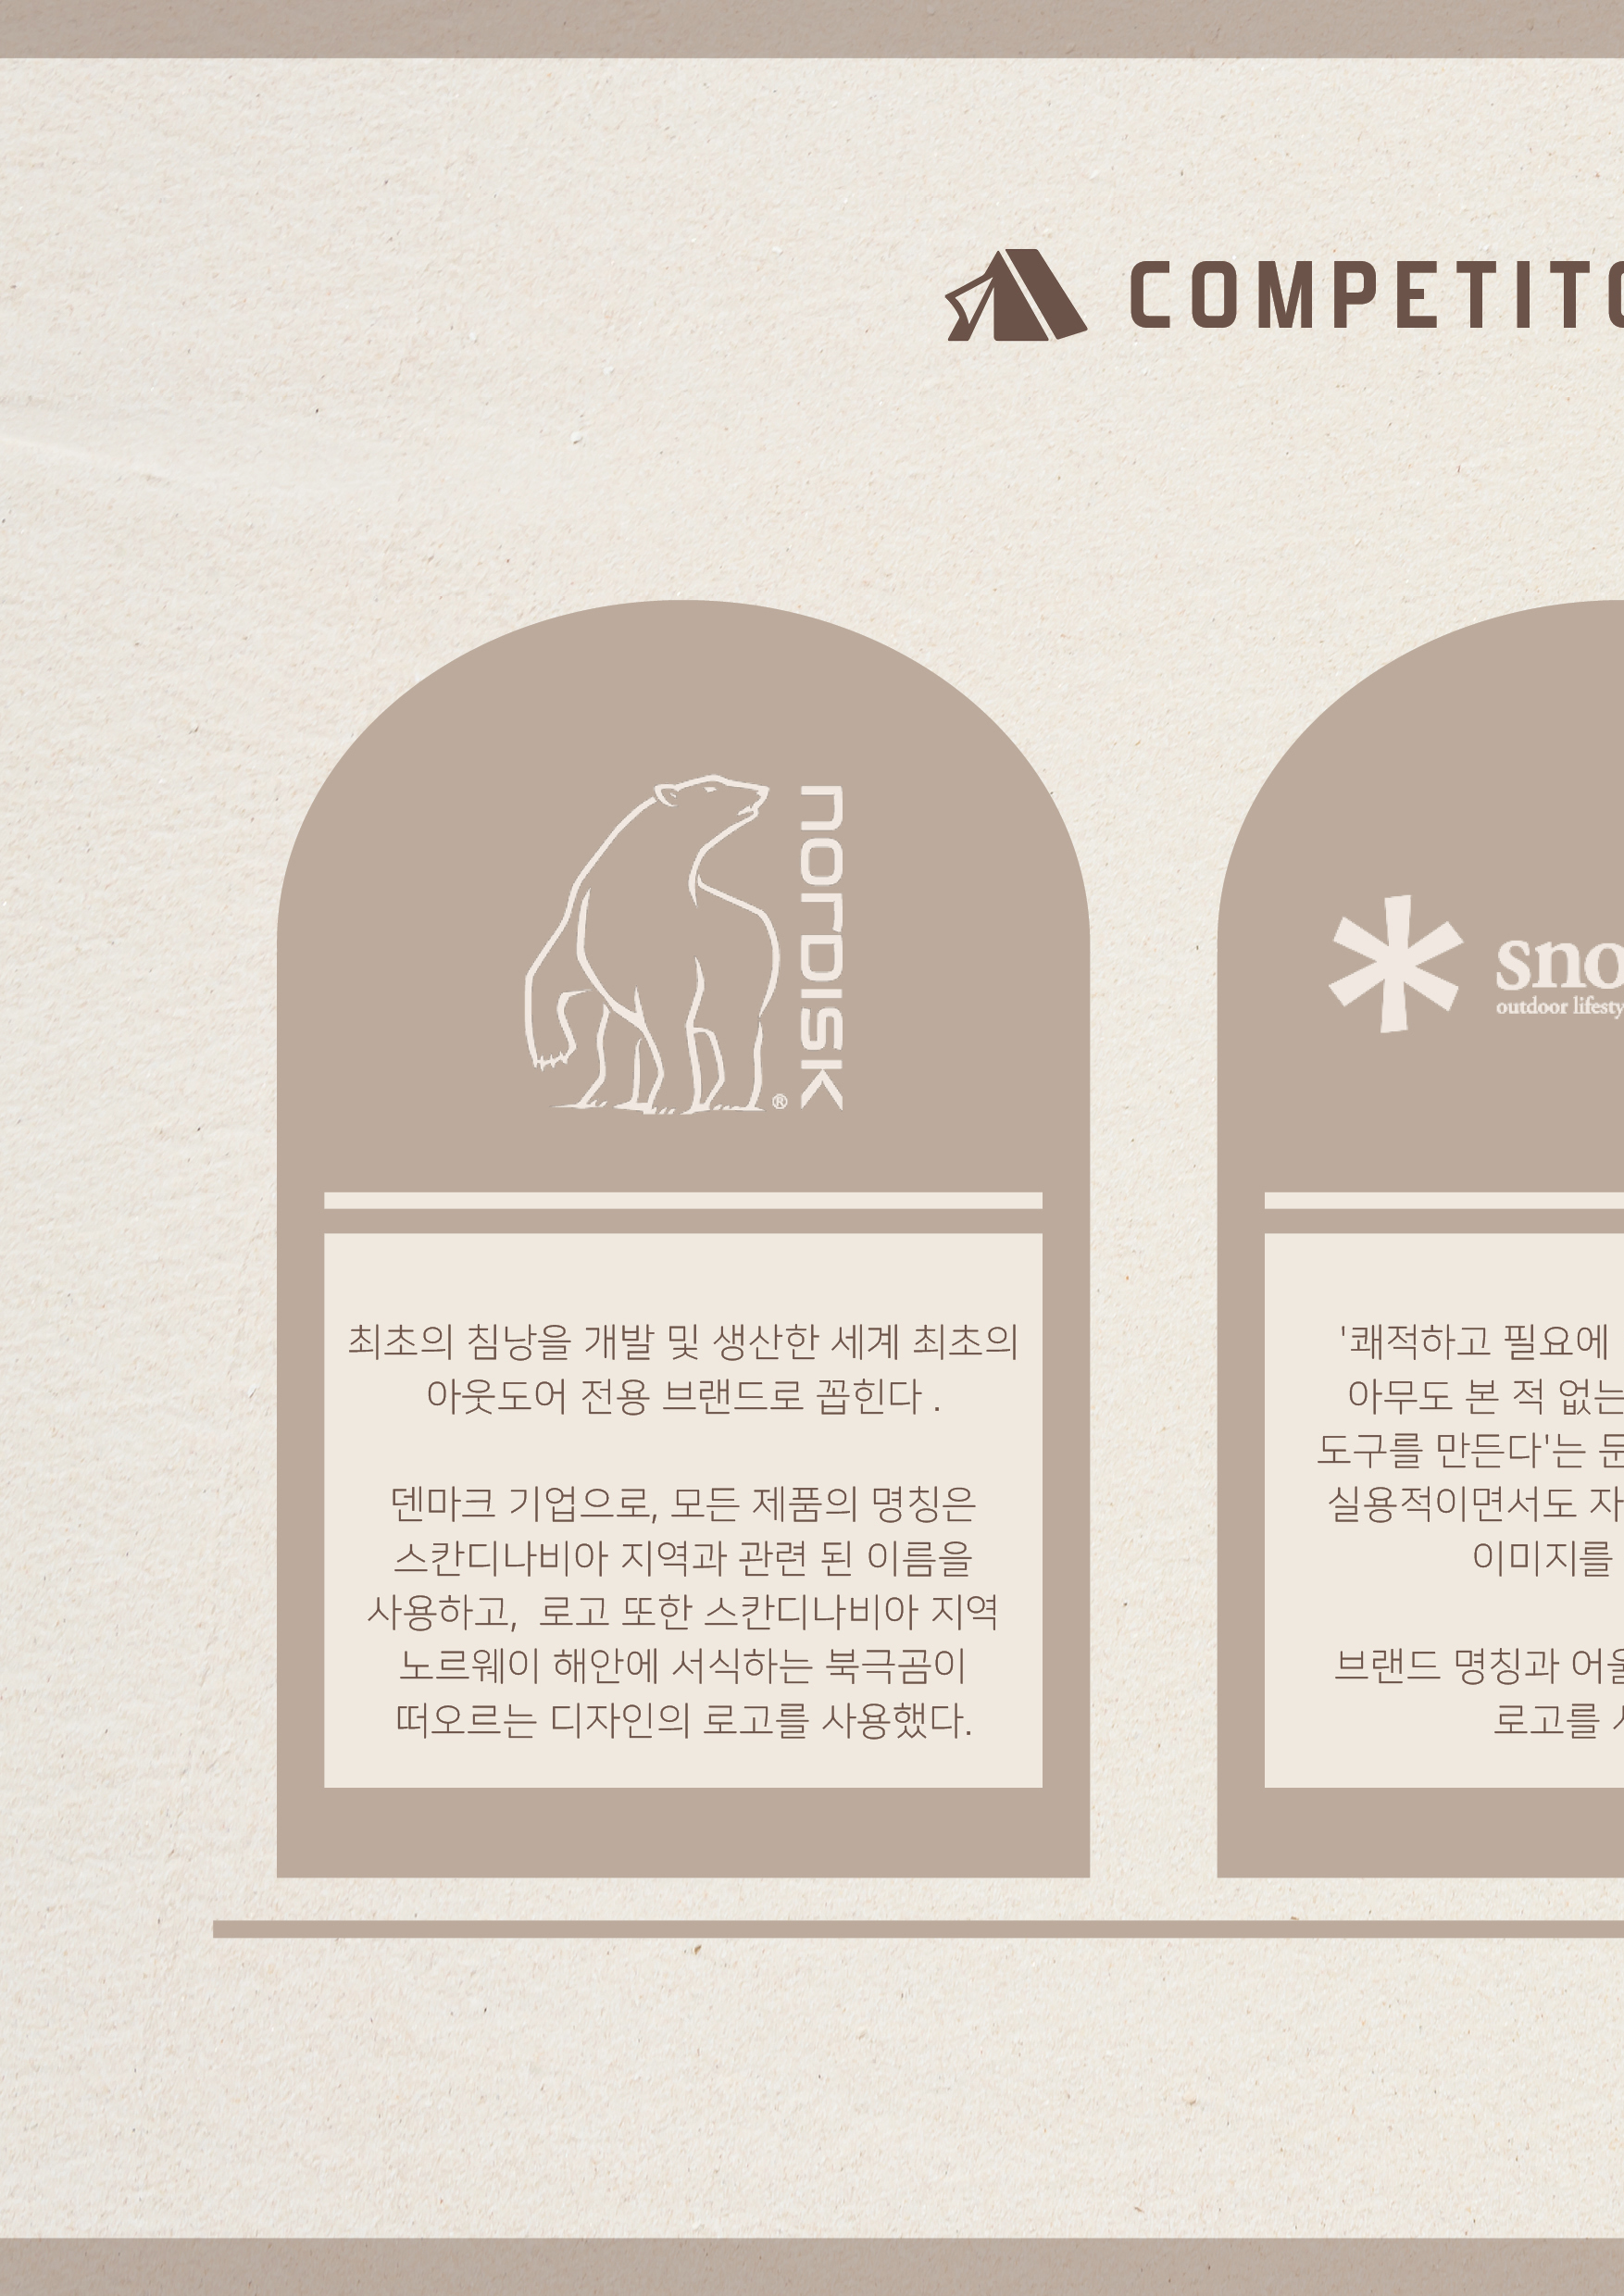 COMPETITO
NORDISK
®
sno
outdoor lifesty
최초의 침낭을 개발 및 생산한 세계 최초의
아웃도어 전용 브랜드로 꼽힌다 .
덴마크 기업으로, 모든 제품의 명칭은
스칸디나비아 지역과 관련 된 이름을
사용하고, 로고 또한 스칸디나비아 지역
노르웨이 해안에 서식하는 북극곰이
떠오르는 디자인의 로고를 사용했다.
'쾌적하고 필요에
아무도 본 적 없는
도구를 만든다'는
실용적이면서도 자
이미지를
브랜드 명칭과 어울
로고를